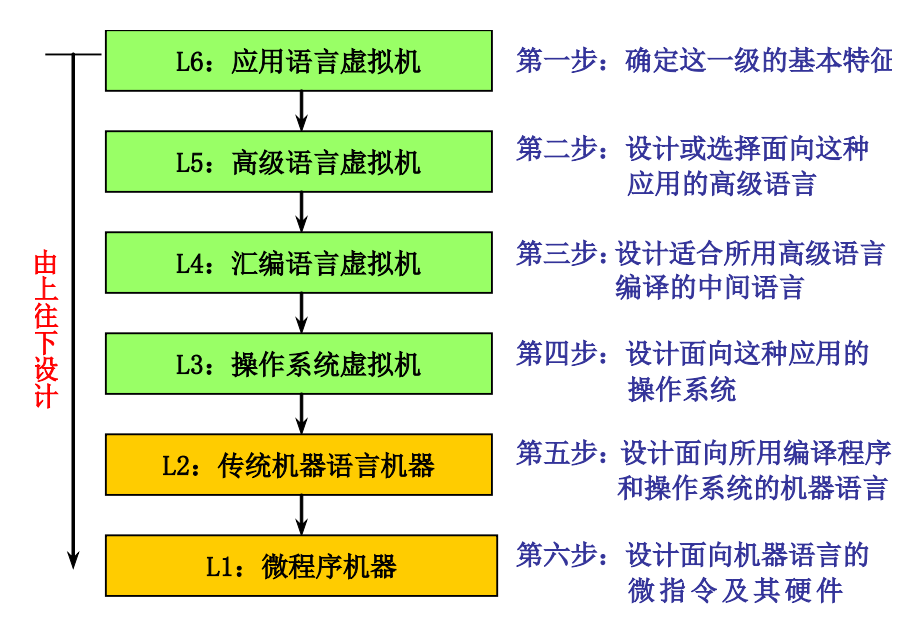 L6：应用语言虚拟机
第一步：确定这一级的基本特征
L5：高级语言虚拟机
第二步：设计或选择面向这种
应用的高级语言
L4：汇编语言虚拟机
第三步：设计适合所用高级语言
编译的中间语言
L3：操作系统虚拟机
第四步：设计面向这种应用的
操作系统
L2：传统机器语言机器
第五步：设计面向所用编译程序
和操作系统的机器语言
L1：微程序机器
第六步：设计面向机器语言的
微指令及其硬件
由上往下设计